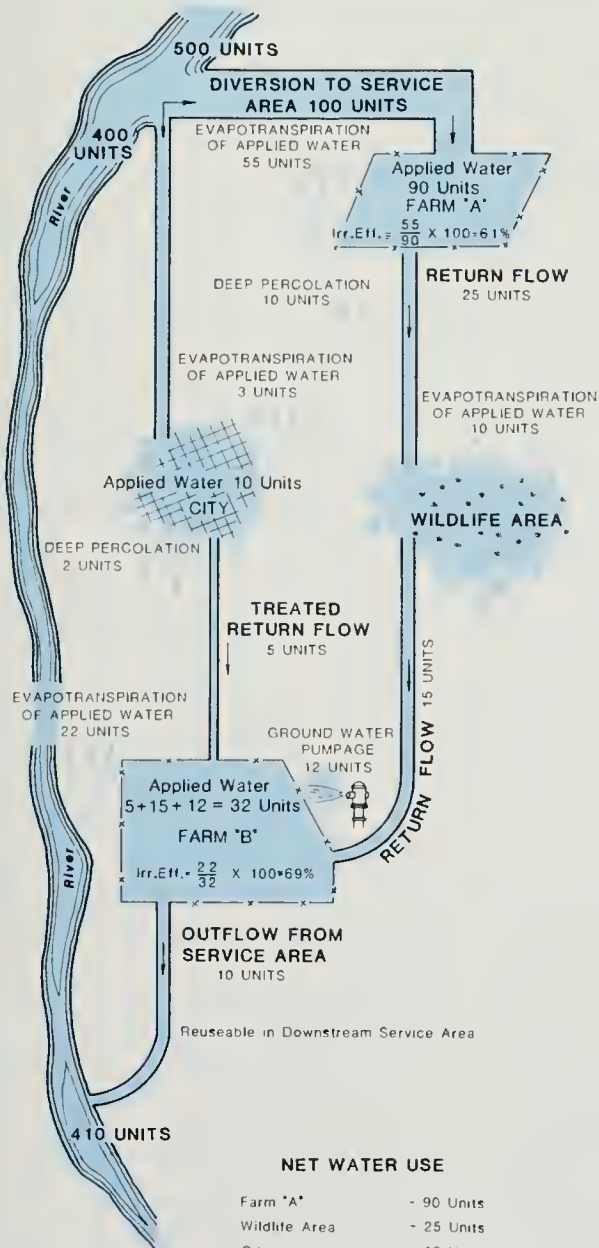 500 UNITS
DIVERSION TO SERVICE
AREA 100 UNITS
400
UNITS
EVAPOTRANSPIRATION
OF APPLIED WATER
55 UNITS
Applied Water
90 Units
FARM "A"
Irr.Eff.= 55/90 X 100=61%
River
DEEP PERCOLATION
10 UNITS
RETURN FLOW
25 UNITS
EVAPOTRANSPIRATION
OF APPLIED WATER
3 UNITS
EVAPOTRANSPIRATION
OF APPLIED WATER
10 UNITS
Applied Water 10 Units
CITY
WILDLIFE AREA
DEEP PERCOLATION
2 UNITS
TREATED
RETURN FLOW
5 UNITS
RETURN FLOW 15 UNITS
EVAPOTRANSPIRATION
OF APPLIED WATER
22 UNITS
GROUND WATER
PUMPAGE
12 UNITS
Applied Water
5+15+12 = 32 Units
FARM "B"
Irr.Eff.= 22/32 X 100=69%
River
OUTFLOW FROM
SERVICE AREA
10 UNITS
Reuseable in Downstream Service Area
410 UNITS
NET WATER USE
Farm "A" - 90 Units
Wildlife Area - 25 Units